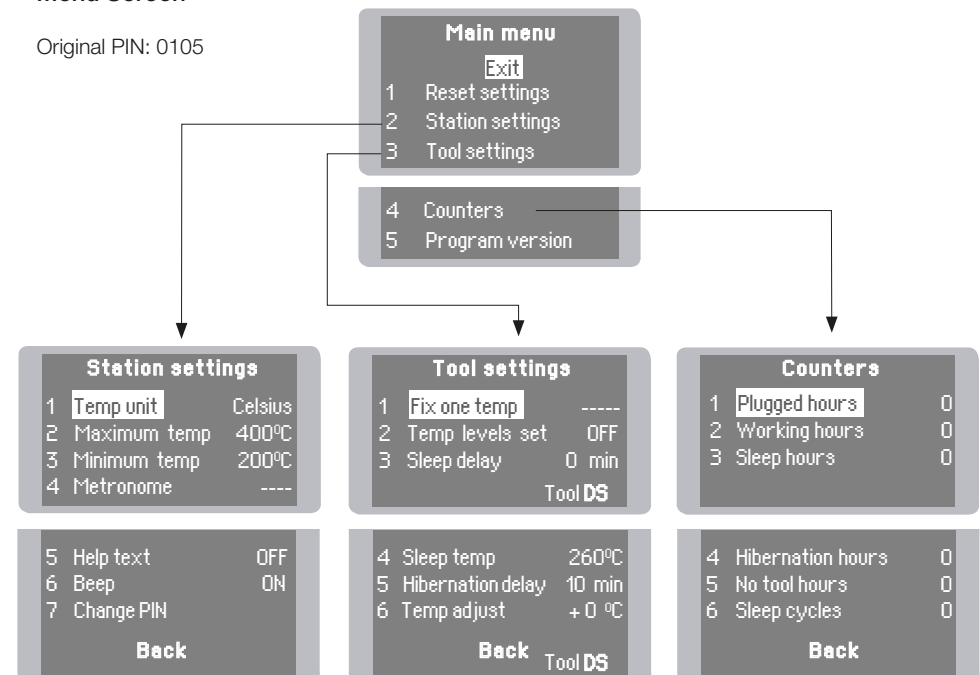 Menu Screen
Original PIN: 0105
Main menu
Exit
1 Reset settings
2 Station settings
3 Tool settings
4 Counters
5 Program version
Station settings
1 Temp unit Celsius
2 Maximum temp 400ºC
3 Minimum temp 200ºC
4 Metronome ----
5 Help text OFF
6 Beep ON
7 Change PIN
Back
Tool settings
1 Fix one temp -----
2 Temp levels set OFF
3 Sleep delay 0 min
Tool DS
4 Sleep temp 260ºC
5 Hibernation delay 10 min
6 Temp adjust +0 ºC
Back Tool DS
Counters
1 Plugged hours 0
2 Working hours 0
3 Sleep hours 0
4 Hibernation hours 0
5 No tool hours 0
6 Sleep cycles 0
Back